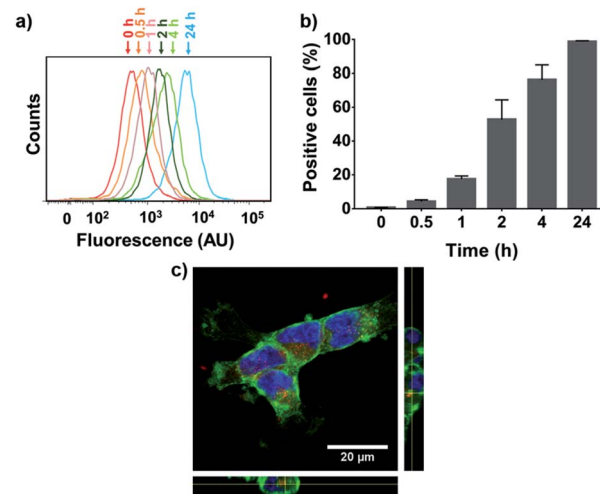 a)
0 h
0.5 h
1 h
2 h
4 h
24 h
Counts
0 10² 10³ 10⁴ 10⁵
Fluorescence (AU)
b)
Positive cells (%)
100
80
60
40
20
0
0 0.5 1 2 4 24
Time (h)
c)
20 µm